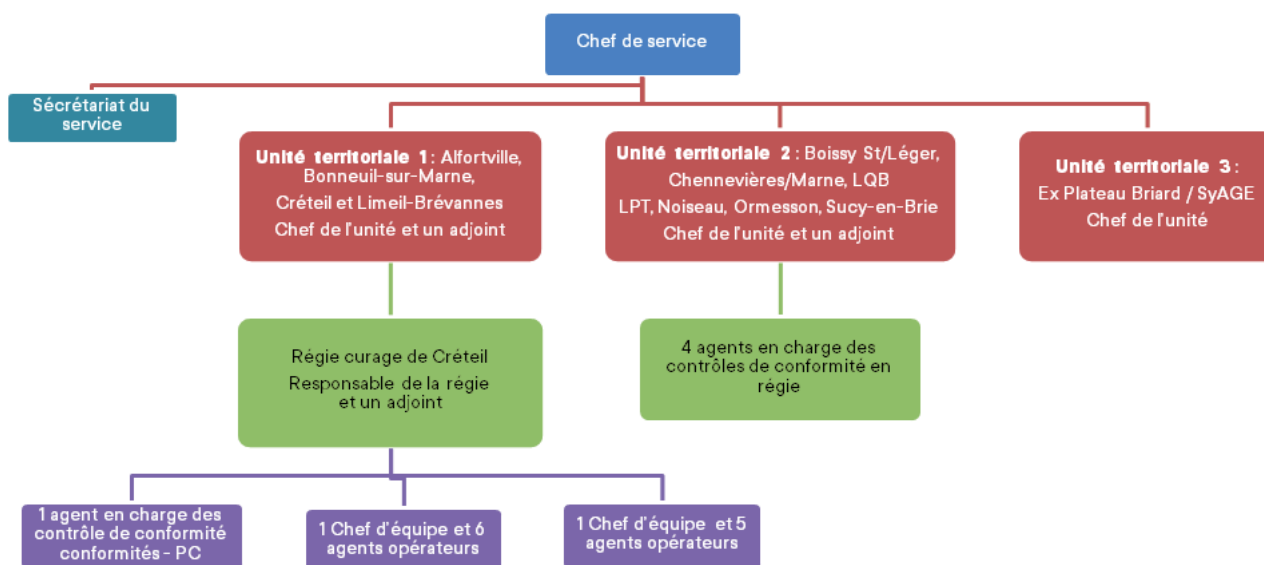 Chef de service
Sécrétariat du
service
Unité territoriale 1 : Alfortville,
Bonneuil-sur-Marne,
Créteil et Limeil-Brévannes
Chef de l'unité et un adjoint
Unité territoriale 2 : Boissy St/Léger,
Chennevières/Marne, LQB
LPT, Noiseau, Ormesson, Sucy-en-Brie
Chef de l'unité et un adjoint
Unité territoriale 3 :
Ex Plateau Briard / SyAGE
Chef de l'unité
Régie curage de Créteil
Responsable de la régie
et un adjoint
4 agents en charge des
contrôles de conformité en
régie
1 agent en charge des
contrôle de conformité
conformités - PC
1 Chef d'équipe et 6
agents opérateurs
1 Chef d'équipe et 5
agents opérateurs